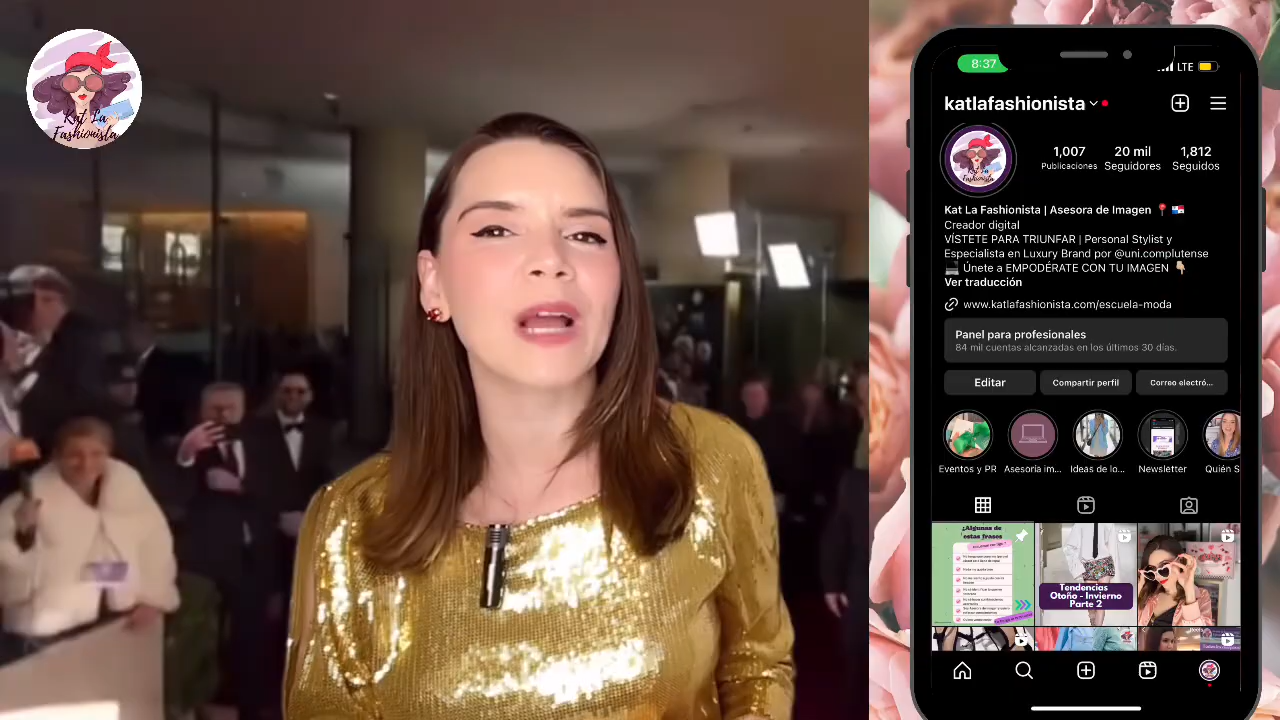 Kat La
Fashionista
8:37
LTE
katlafashionista
1,007
Publicaciones
20 mil
Seguidores
1,812
Seguidos
Kat La
Fashionista
Kat La Fashionista | Asesora de Imagen
Creador digital
VÍSTETE PARA TRIUNFAR | Personal Stylist y
Especialista en Luxury Brand por @uni.complutense
Únete a EMPODÉRATE CON TU IMAGEN
Ver traducción
www.katlafashionista.com/escuela-moda
Panel para profesionales
84 mil cuentas alcanzadas en los últimos 30 días.
Editar
Compartir perfil
Correo electró...
Eventos y PR
Asesoría im...
Ideas de lo...
Newsletter
Quién S
¿Algunas de
estas frases
Tendencias
Otoño - Invierno
Parte 2